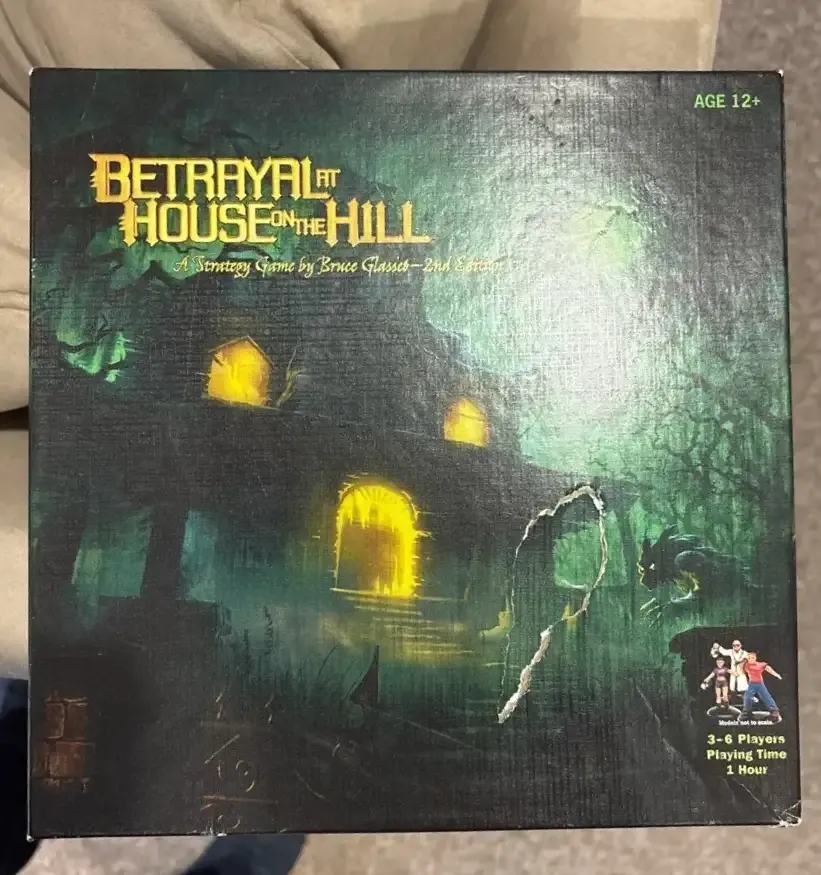 AGE 12+
BETRAYAL AT
HOUSE ON THE HILL
A Strategy Game by Bruce Glassco—2nd Edition
Models not to scale.
3-6 Players
Playing Time
1 Hour